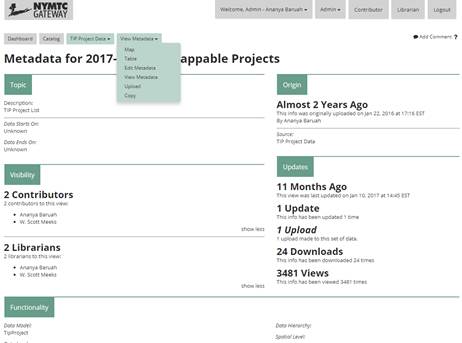 NYMTC
GATEWAY
Welcome, Admin - Ananya Baruah
Admin
Contributor
Librarian
Logout
Dashboard
Catalog
TIP Project Data
View Metadata
Add Comment ?
Map
Table
Edit Metadata
View Metadata
Upload
Copy
Metadata for 2017- appable Projects
Topic
Description:
TIP Project List
Data Starts On:
Unknown
Data Ends On:
Unknown
Visibility
2 Contributors
2 contributors to this view:
Ananya Baruah
W. Scott Meeks
show less
2 Librarians
2 librarians to this view:
Ananya Baruah
W. Scott Meeks
show less
Functionality
Data Model:
TipProject
Origin
Almost 2 Years Ago
This info was originally uploaded on Jan 22, 2016 at 17:16 EST
By Ananya Baruah
Source:
TIP Project Data
Updates
11 Months Ago
This view was last updated on Jan 10, 2017 at 14:45 EST
1 Update
This info has been updated 1 time
1 Upload
1 upload made to this set of data.
24 Downloads
This info has been downloaded 24 times
3481 Views
This info has been viewed 3481 times
Data Hierarchy:
Spatial Level: